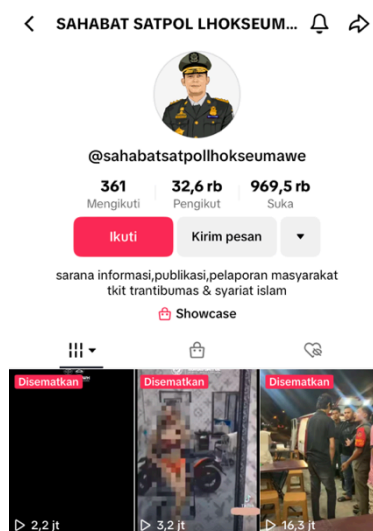 SAHABAT SATPOL LHOKSEUM...
@sahabatsatpollhokseumawe
361 32,6 rb 969,5 rb
Mengikuti Pengikut Suka
Ikuti Kirim pesan
sarana informasi,publikasi,pelaporan masyarakat
tkit trantibumas & syariat islam
Showcase
Disematkan Disematkan Disematkan
2,2 jt 3,2 jt 16,3 jt